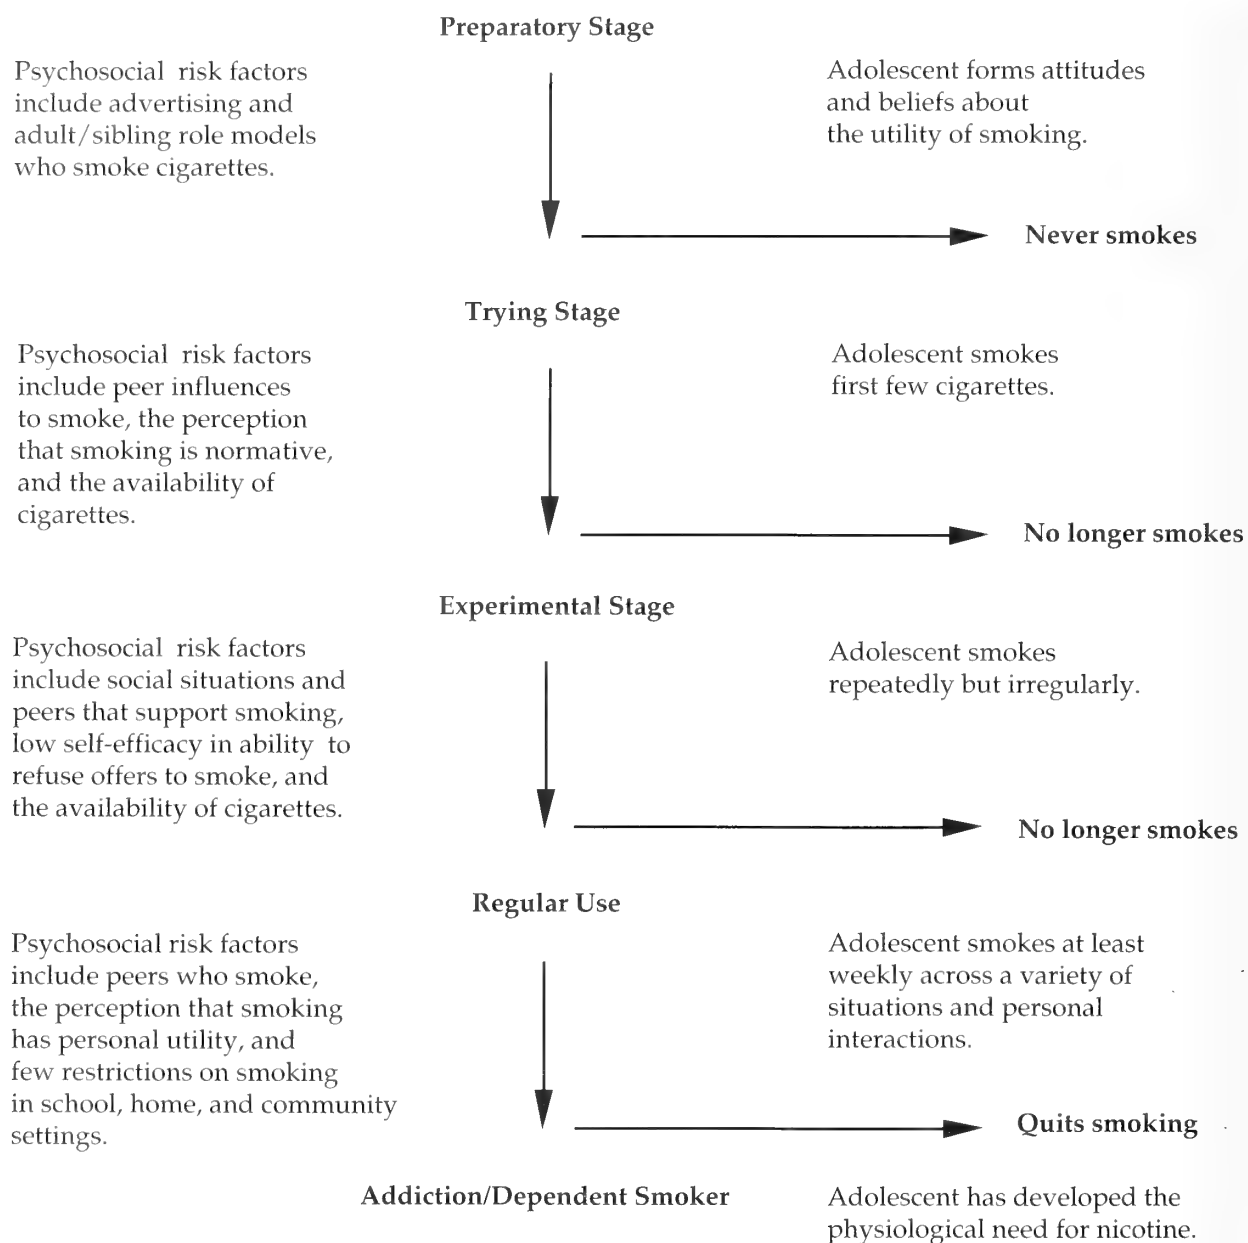 Preparatory Stage
Psychosocial risk factors
include advertising and
adult/sibling role models
who smoke cigarettes.
Adolescent forms attitudes
and beliefs about
the utility of smoking.
Never smokes
Trying Stage
Psychosocial risk factors
include peer influences
to smoke, the perception
that smoking is normative,
and the availability of
cigarettes.
Adolescent smokes
first few cigarettes.
No longer smokes
Experimental Stage
Psychosocial risk factors
include social situations and
peers that support smoking,
low self-efficacy in ability to
refuse offers to smoke, and
the availability of cigarettes.
Adolescent smokes
repeatedly but irregularly.
No longer smokes
Regular Use
Psychosocial risk factors
include peers who smoke,
the perception that smoking
has personal utility, and
few restrictions on smoking
in school, home, and community
settings.
Adolescent smokes at least
weekly across a variety of
situations and personal
interactions.
Quits smoking
Addiction/Dependent Smoker
Adolescent has developed the
physiological need for nicotine.